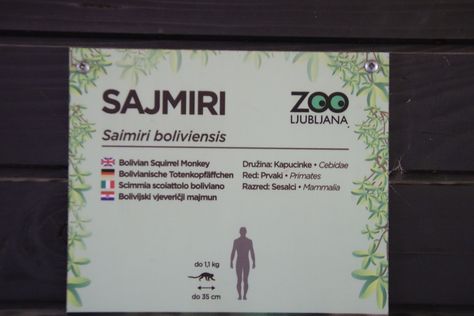 SAJMIRI
ZOO
LJUBLJANA
Saimiri boliviensis
Bolivian Squirrel Monkey
Bolivianische Totenkopfäffchen
Scimmia scoiattolo boliviano
Bolivijski vjeveričji majmun
Družina: Kapucinke • Cebidae
Red: Prvaki • Primates
Razred: Sesalci • Mammalia
do 1,1 kg
do 35 cm